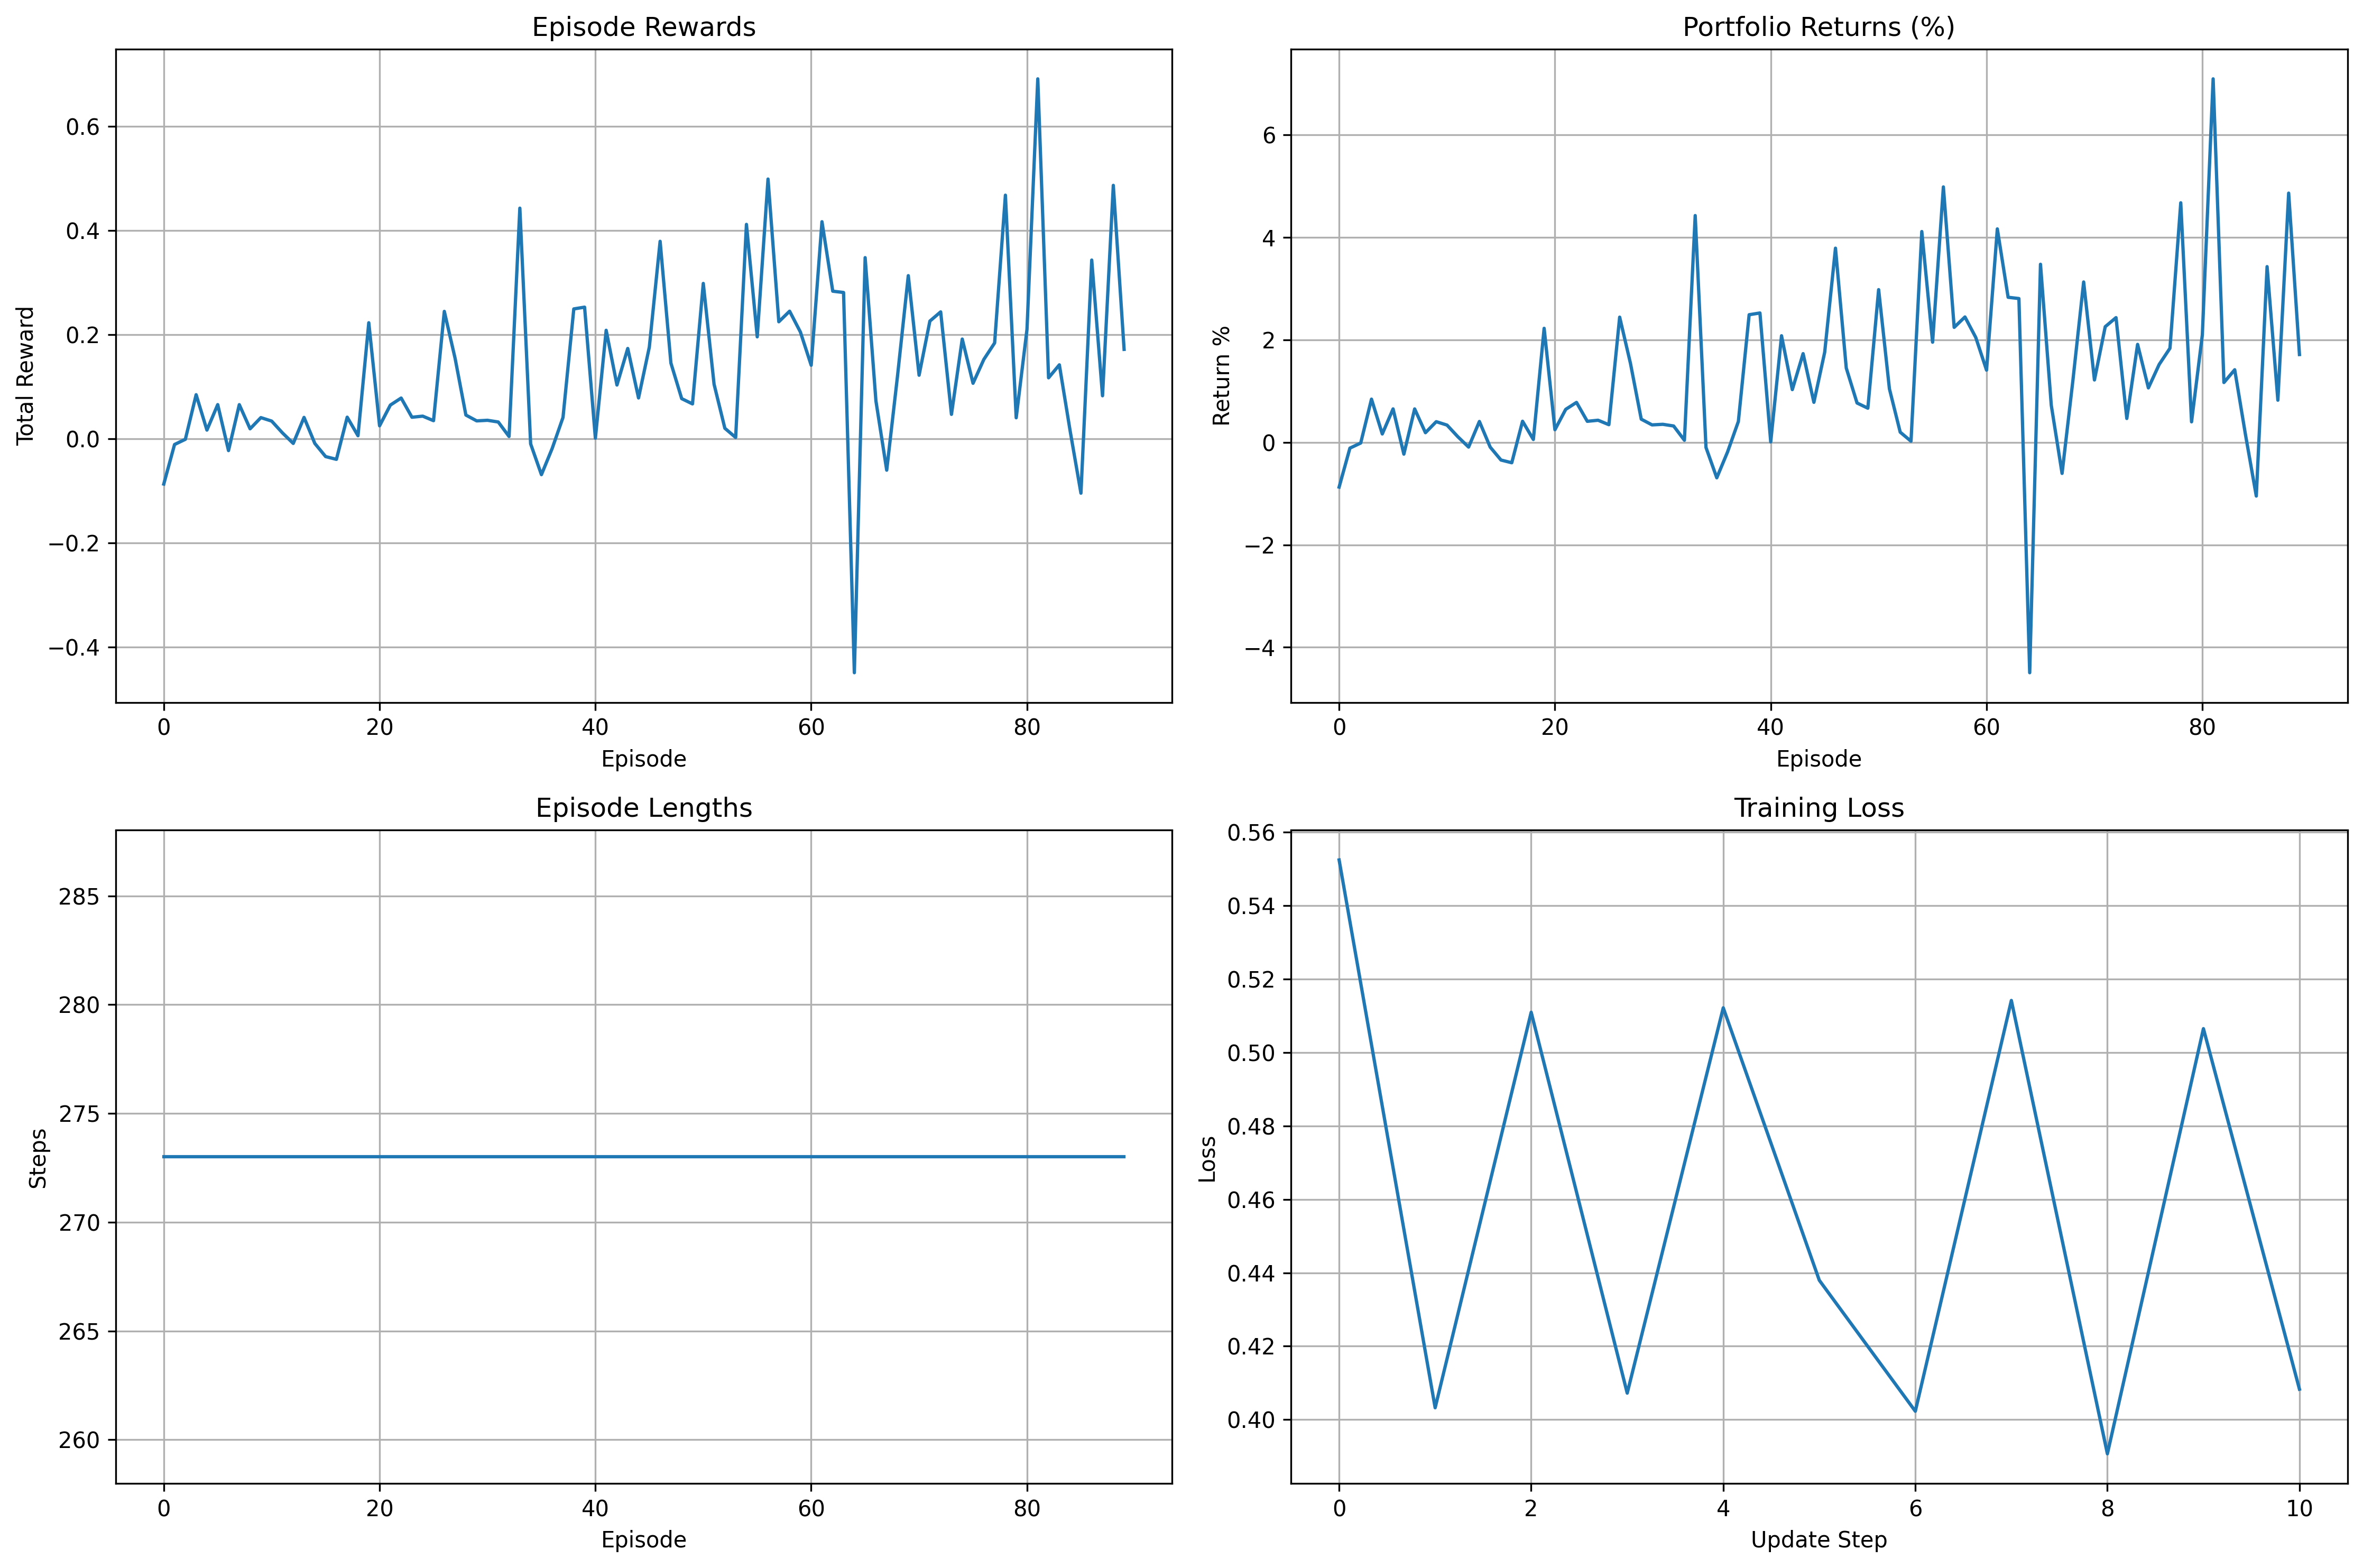 Episode Rewards
Total Reward
0.6
0.4
0.2
0.0
−0.2
−0.4
0 20 40 60 80
Episode
Portfolio Returns (%)
Return %
6
4
2
0
−2
−4
0 20 40 60 80
Episode
Episode Lengths
Steps
285
280
275
270
265
260
0 20 40 60 80
Episode
Training Loss
Loss
0.56
0.54
0.52
0.50
0.48
0.46
0.44
0.42
0.40
0 2 4 6 8 10
Update Step